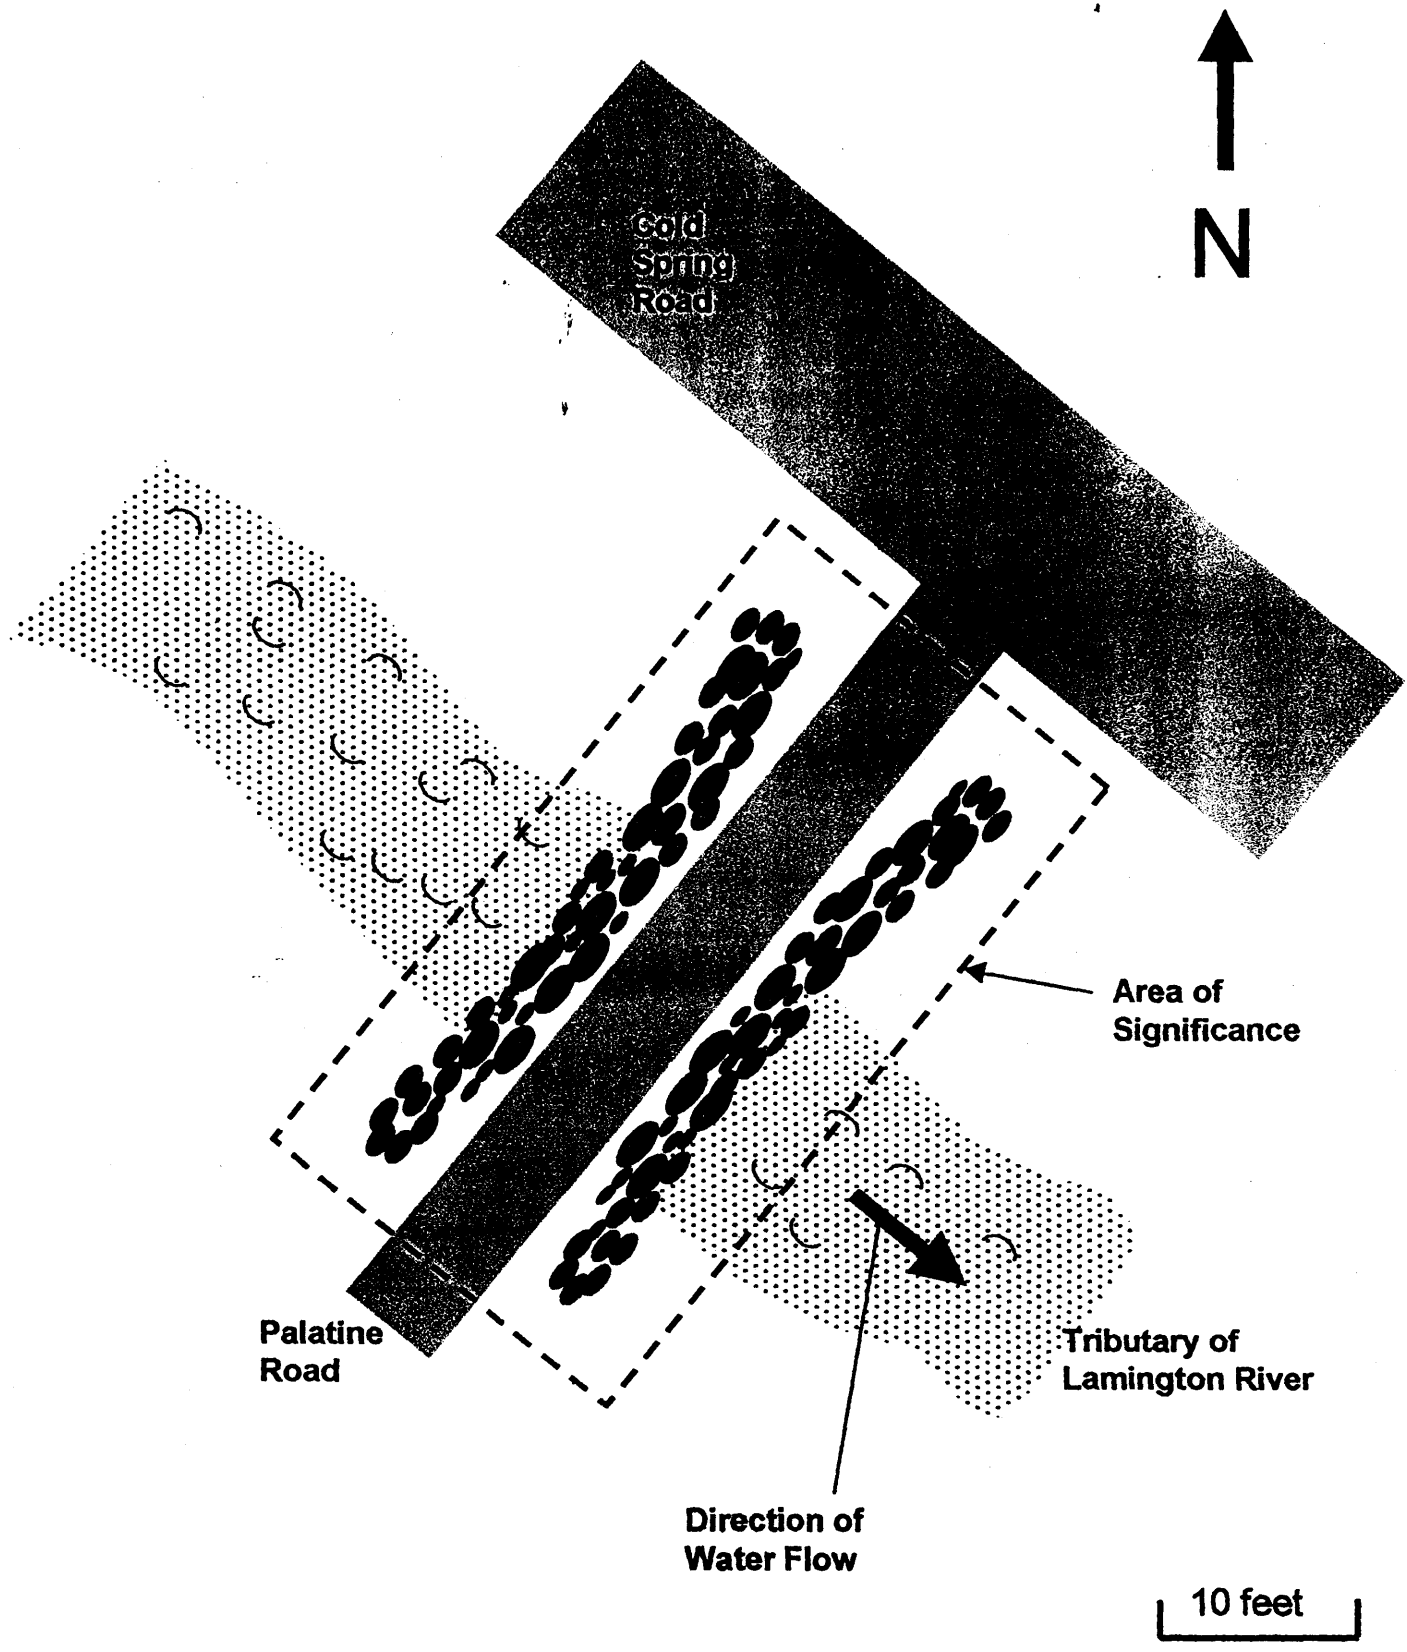 N
Cold
Spring
Road
Area of
Significance
Palatine
Road
Tributary of
Lamington River
Direction of
Water Flow
10 feet